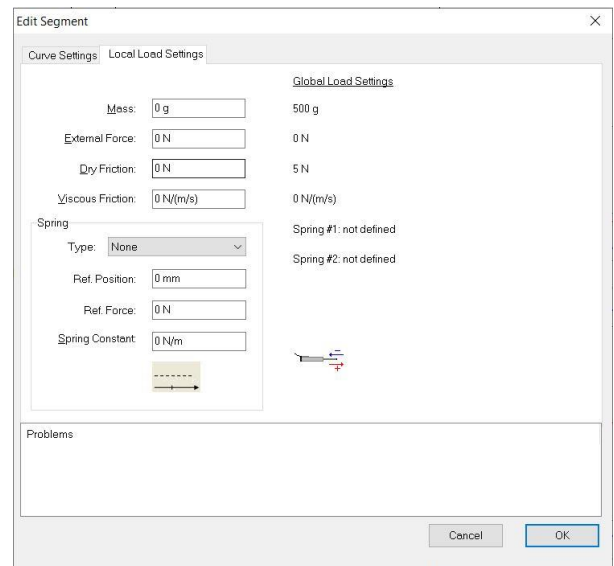 Edit Segment
Curve Settings Local Load Settings
Global Load Settings
Mass: 0 g 500 g
External Force: 0 N 0 N
Dry Friction: 0 N 5 N
Viscous Friction: 0 N/(m/s) 0 N/(m/s)
Spring
Spring #1: not defined
Type: None
Spring #2: not defined
Ref. Position: 0 mm
Ref. Force: 0 N
Spring Constant: 0 N/m
Problems
Cancel OK